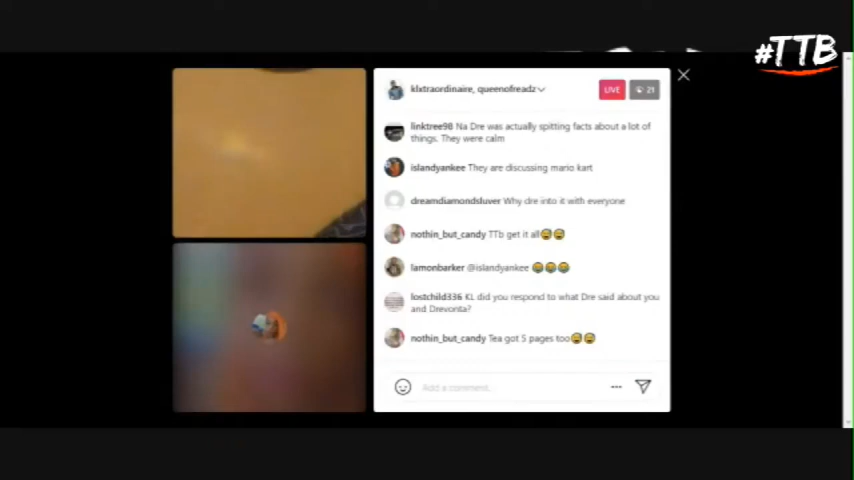 #TTB
klxtraordinaire, queenofreadz
LIVE
21
linktree98 Na Dre was actually spitting facts about a lot of
things. They were calm
islandyankee They are discussing mario kart
dreamdiamondsluver Why dre into it with everyone
nothin_but_candy TTb get it all😅😅
lamonbarker @islandyankee 😂😂😂
lostchild336 KL did you respond to what Dre said about you
and Drevonta?
nothin_but_candy Tea got 5 pages too😅😅
Add a comment...